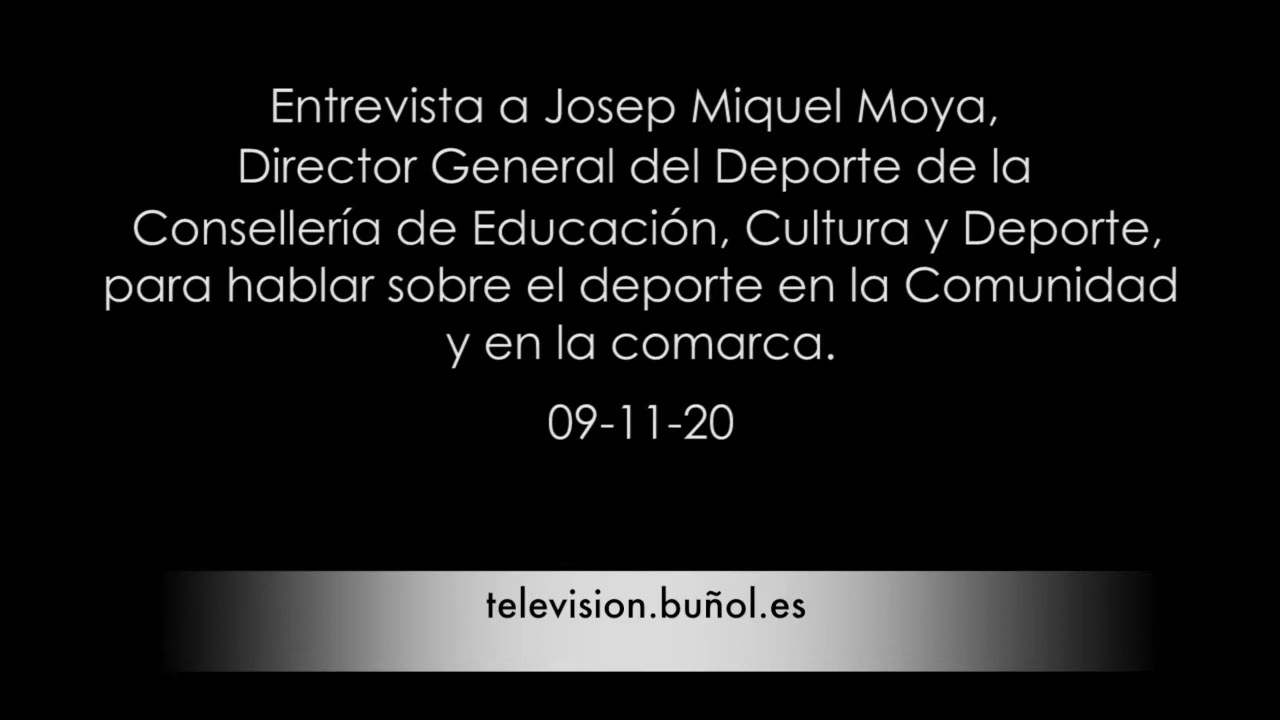 Entrevista a Josep Miquel Moya,
Director General del Deporte de la
Consellería de Educación, Cultura y Deporte,
para hablar sobre el deporte en la Comunidad
y en la comarca.
09-11-20
television.buñol.es